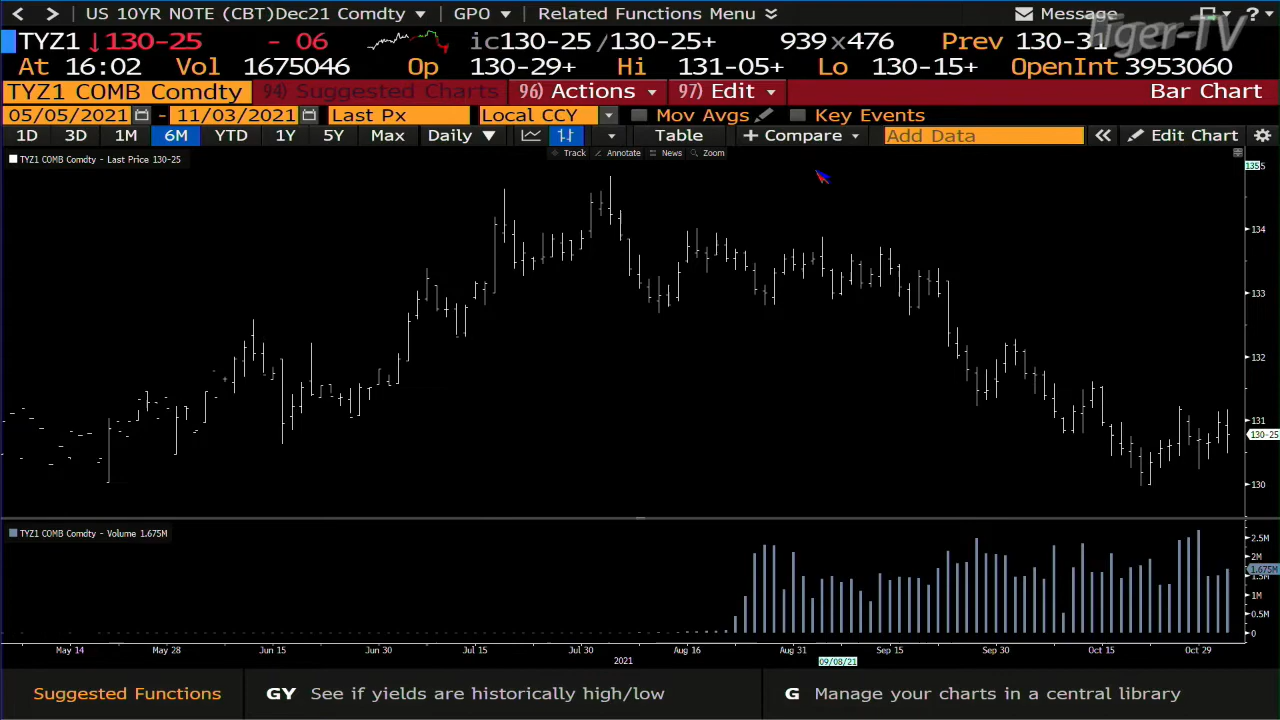 US 10YR NOTE (CBT)Dec21 Comdty GPO Related Functions Menu Message ?
TYZ1 ↓130-25 - 06 ic130-25/130-25+ 939x476 Prev 130-31
At 16:02 Vol 1675046 Op 130-29+ Hi 131-05+ Lo 130-15+ OpenInt 3953060
Tiger-TV
TYZ1 COMB Comdty 94) Suggested Charts 96) Actions 97) Edit Bar Chart
05/05/2021 - 11/03/2021 Last Px Local CCY Mov Avgs Key Events
1D 3D 1M 6M YTD 1Y 5Y Max Daily ▼ Table + Compare Add Data « Edit Chart
Track Annotate News Zoom
TYZ1 COMB Comdty - Last Price 130-25
134
133
132
131
130-25
130
TYZ1 COMB Comdty - Volume 1.675M
2.5M
2M
1.675M
1.5M
1M
0.5M
0
May 14 May 28 Jun 15 Jun 30 Jul 15 Jul 30 Aug 16 Aug 31 Sep 15 Sep 30 Oct 15 Oct 29
2021 09/08/21
Suggested Functions GY See if yields are historically high/low G Manage your charts in a central library